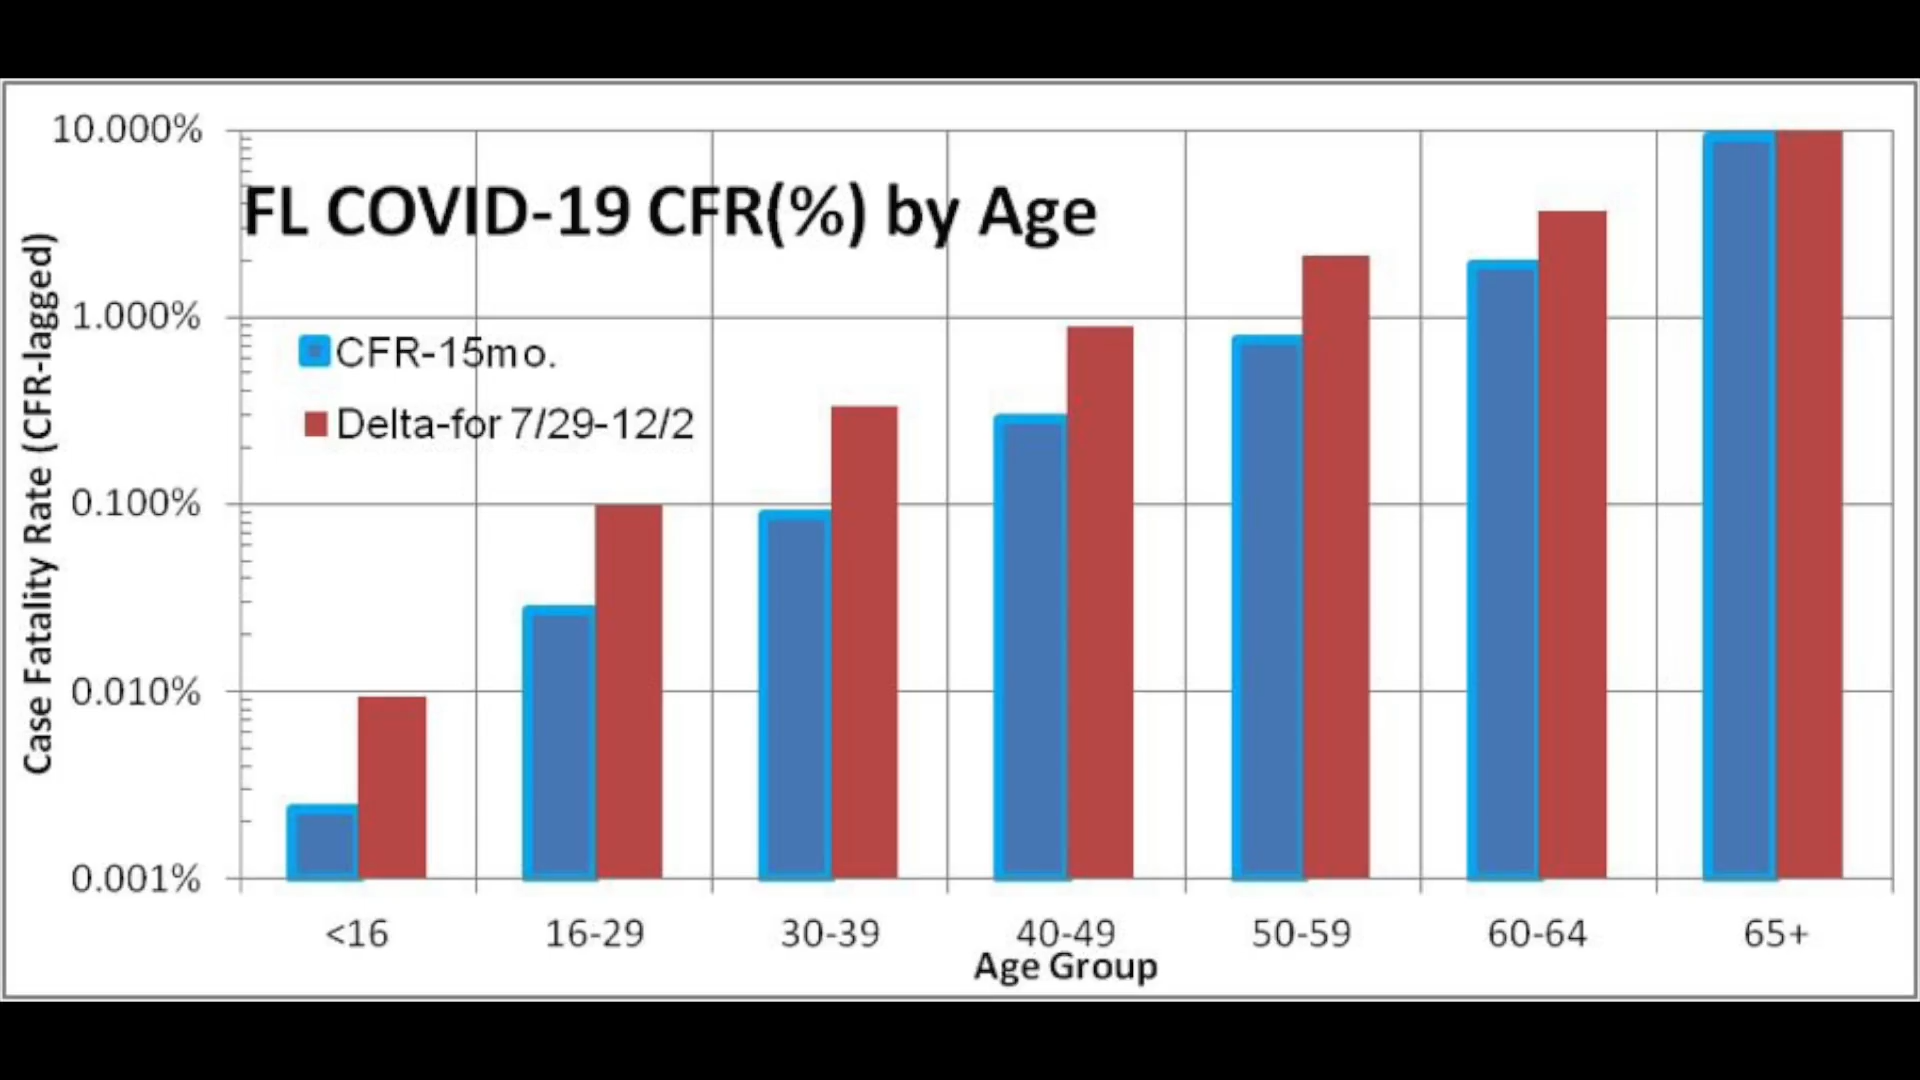 FL COVID-19 CFR(%) by Age
CFR-15mo.
Delta-for 7/29-12/2
Case Fatality Rate (CFR-lagged)
10.000%
1.000%
0.100%
0.010%
0.001%
<16 16-29 30-39 40-49 50-59 60-64 65+
Age Group